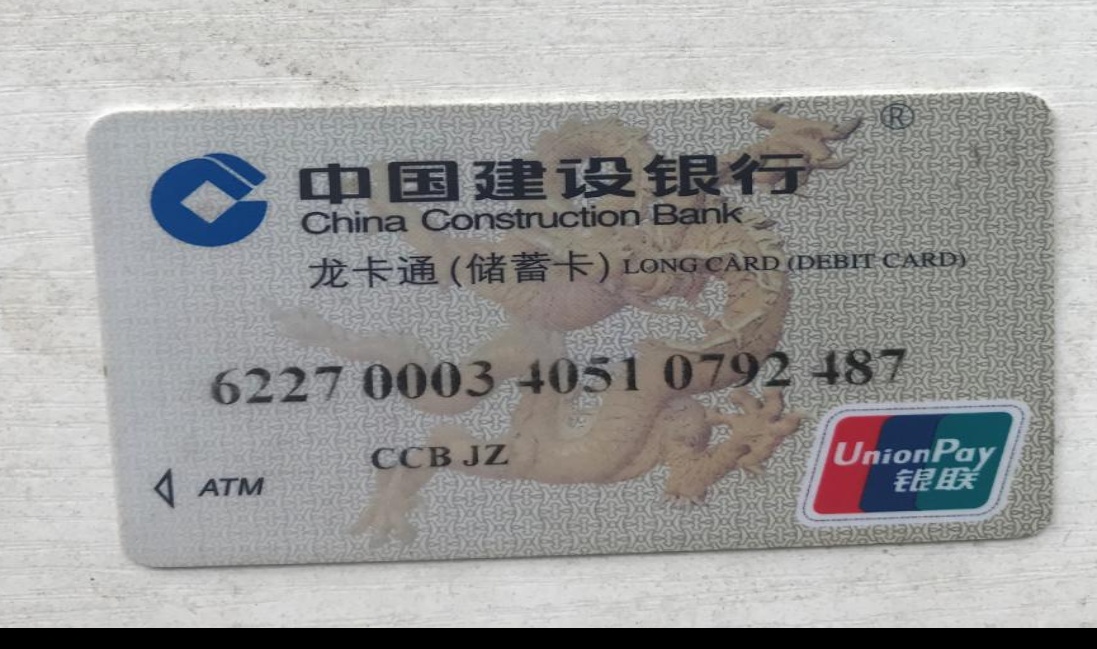 ®
中国建设银行
China Construction Bank
龙卡通(储蓄卡) LONG CARD (DEBIT CARD)
6227 0003 4051 0792 487
CCB JZ
ATM
UnionPay
银联